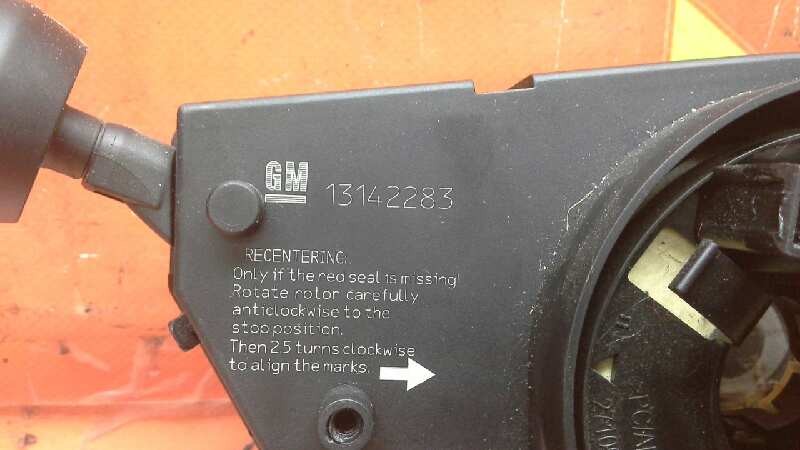 GM 13142283
RECENTERING:
Only if the red seal is missing!
Rotate rotor carefully
anticlockwise to the
stop position.
Then 2.5 turns clockwise
to align the marks.